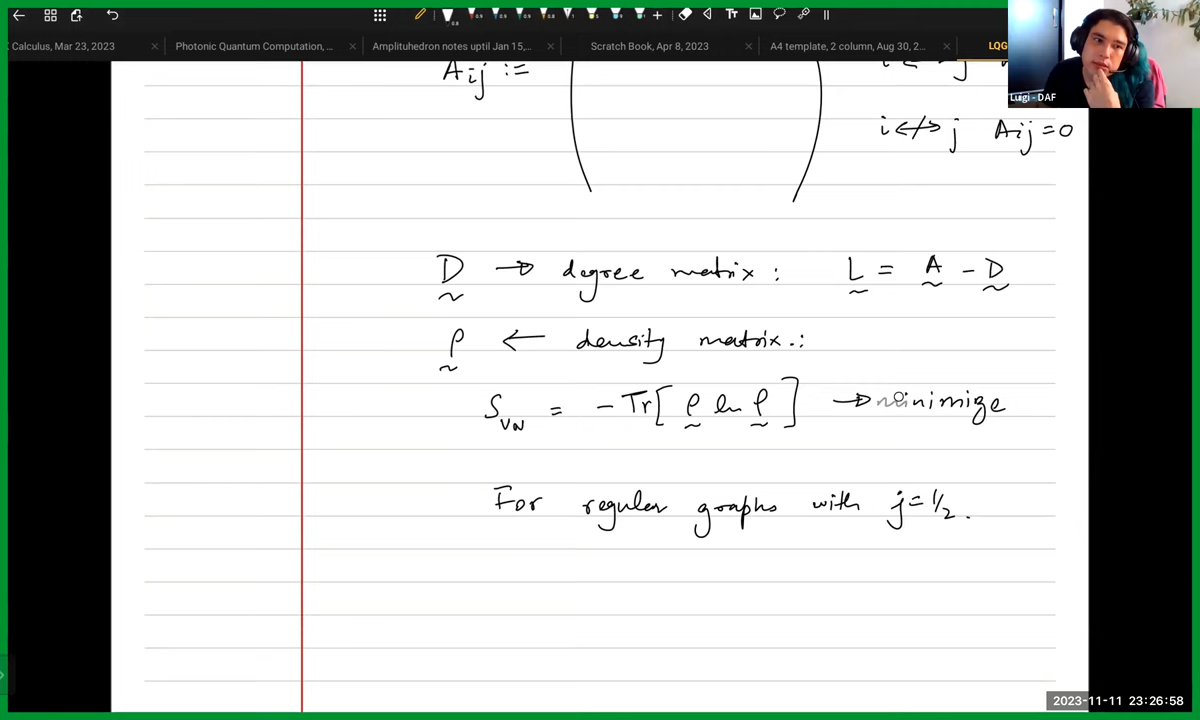 Calculus, Mar 23, 2023 × Photonic Quantum Computation, ... × Amplituhedron notes uptil Jan 15,... × Scratch Book, Apr 8, 2023 × A4 template, 2 column, Aug 30, 2... × LQG
Luigi - DAF
Aij :=
i ↮ j Aij = 0
D → degree matrix : L = A - D
ρ ← density matrix.:
S_VN = - Tr[ ρ ln ρ ] → minimize
For regular graphs with j = 1/2.
2023-11-11 23:26:58